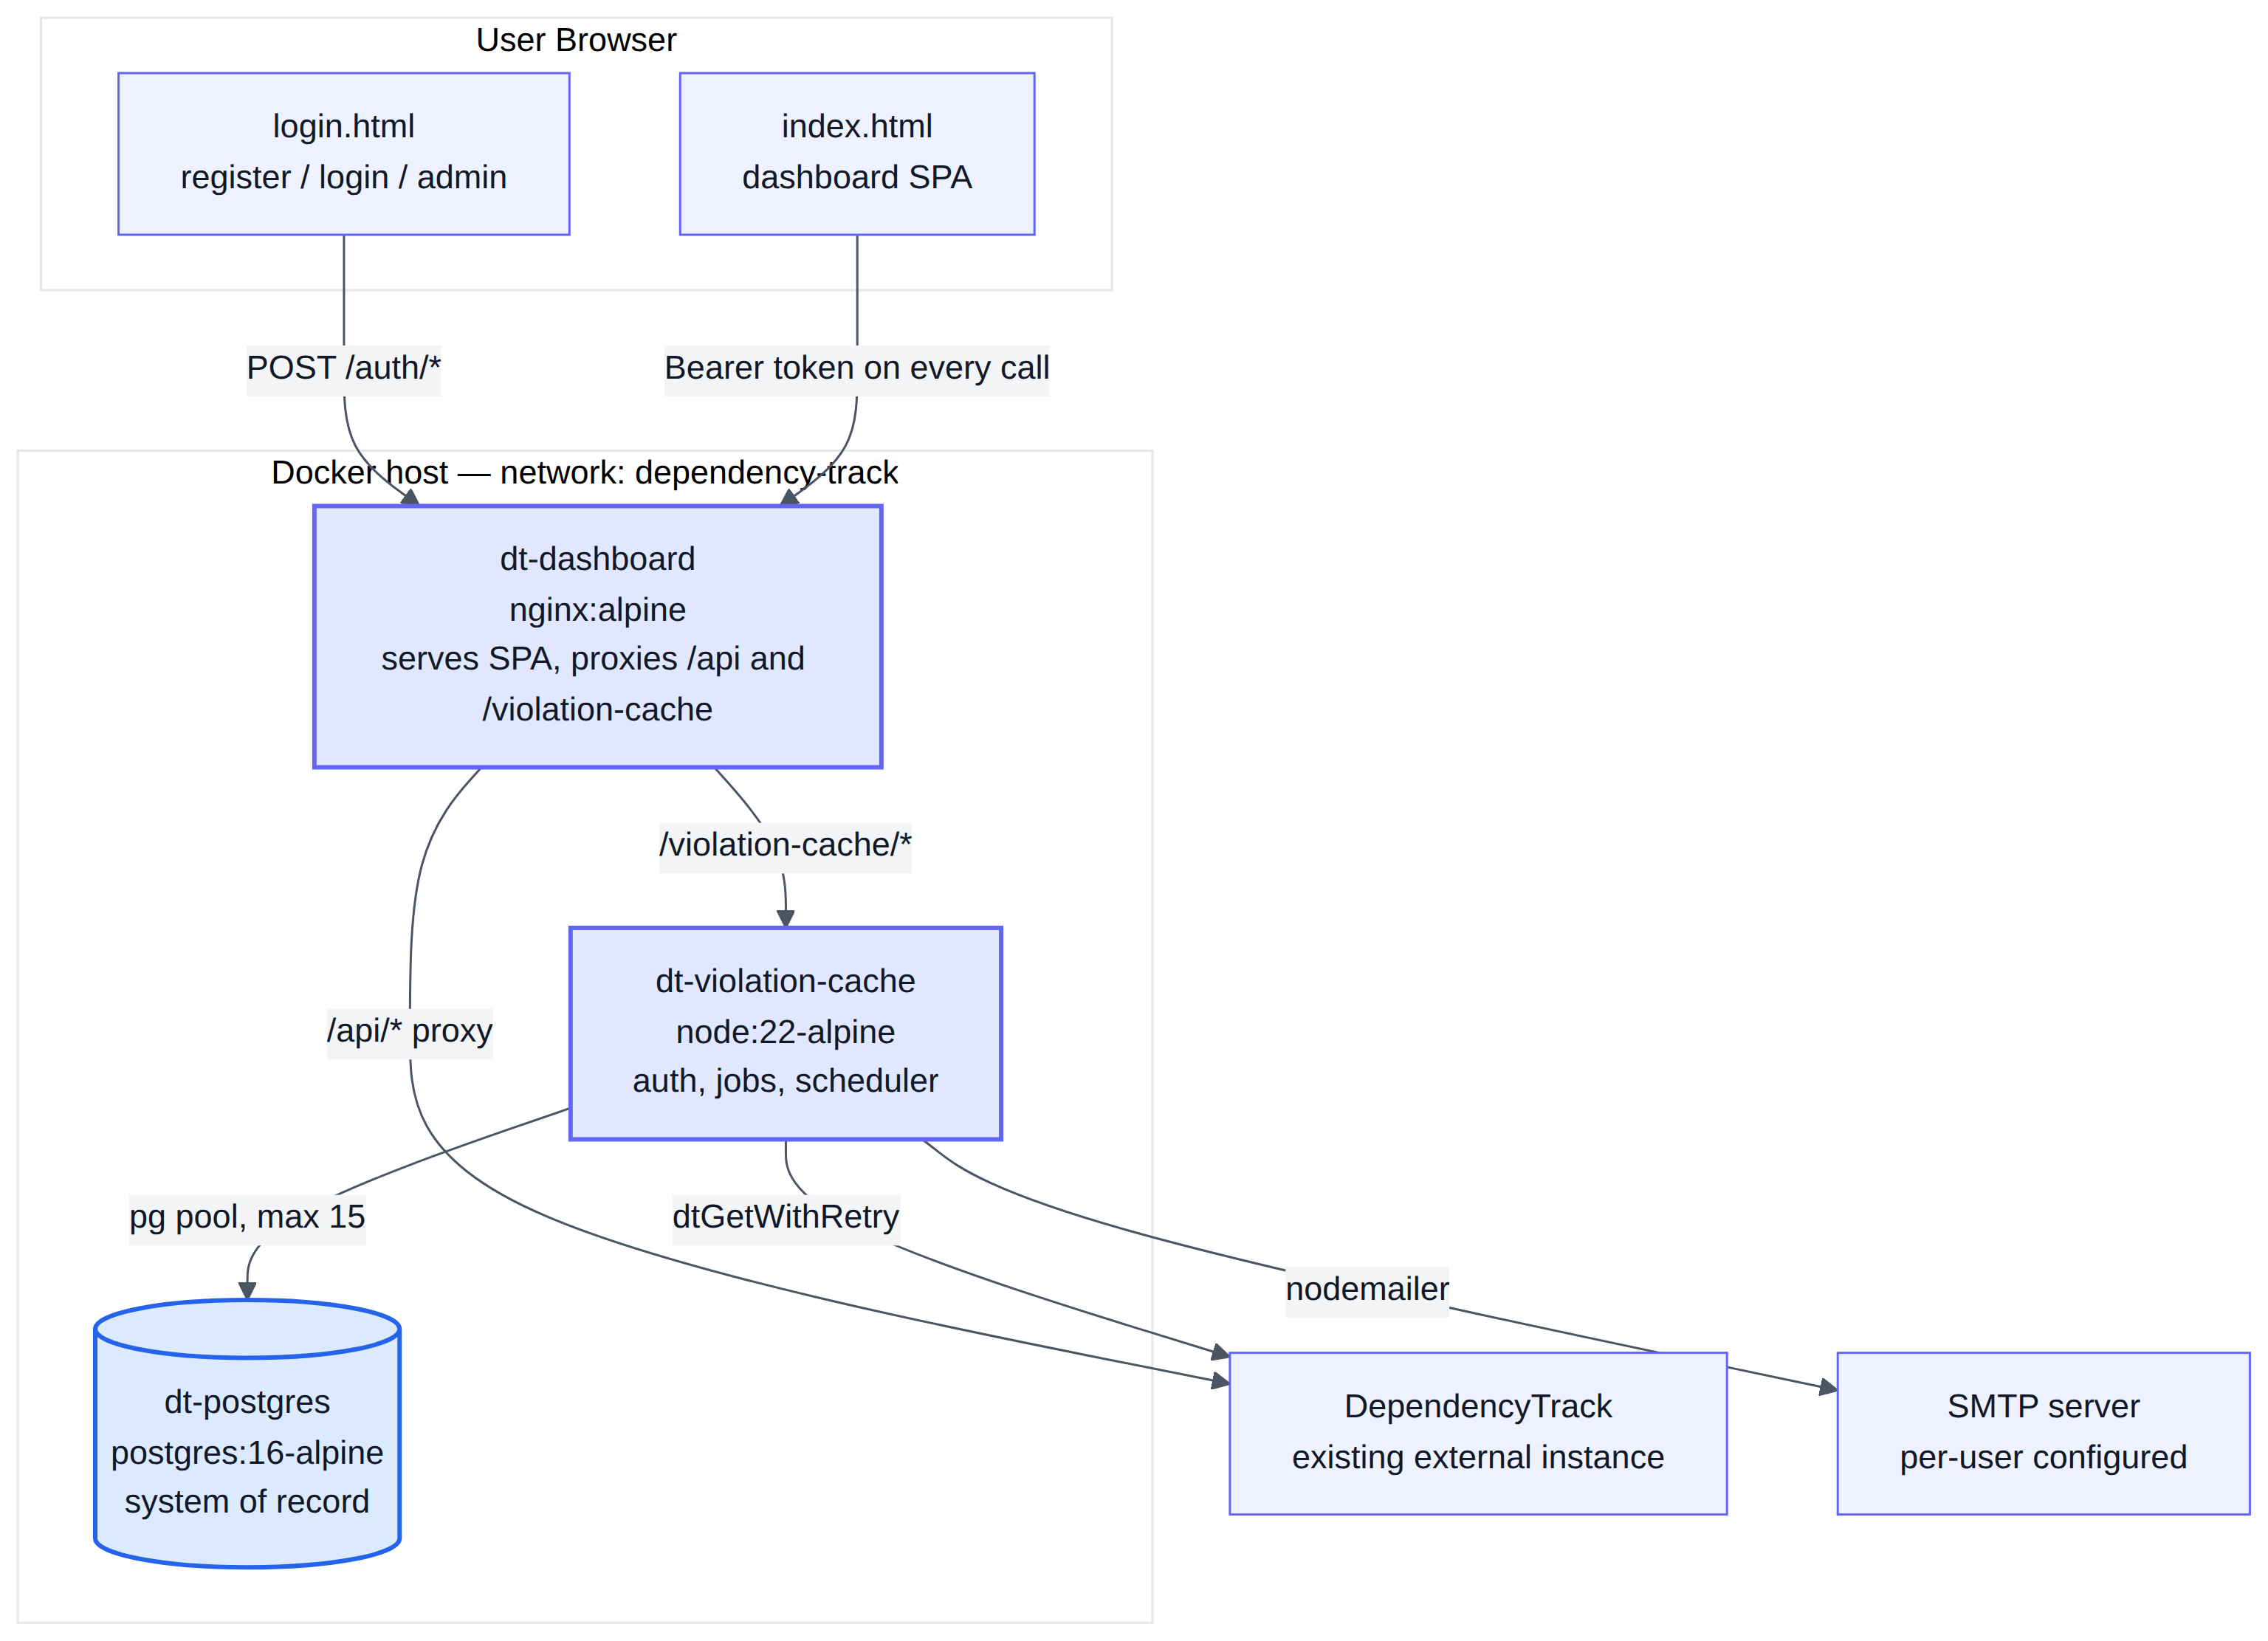 User Browser
login.html
register / login / admin
index.html
dashboard SPA
POST /auth/*
Bearer token on every call
Docker host — network: dependency-track
dt-dashboard
nginx:alpine
serves SPA, proxies /api and
/violation-cache
/violation-cache/*
dt-violation-cache
node:22-alpine
auth, jobs, scheduler
/api/* proxy
pg pool, max 15
dtGetWithRetry
nodemailer
dt-postgres
postgres:16-alpine
system of record
DependencyTrack
existing external instance
SMTP server
per-user configured